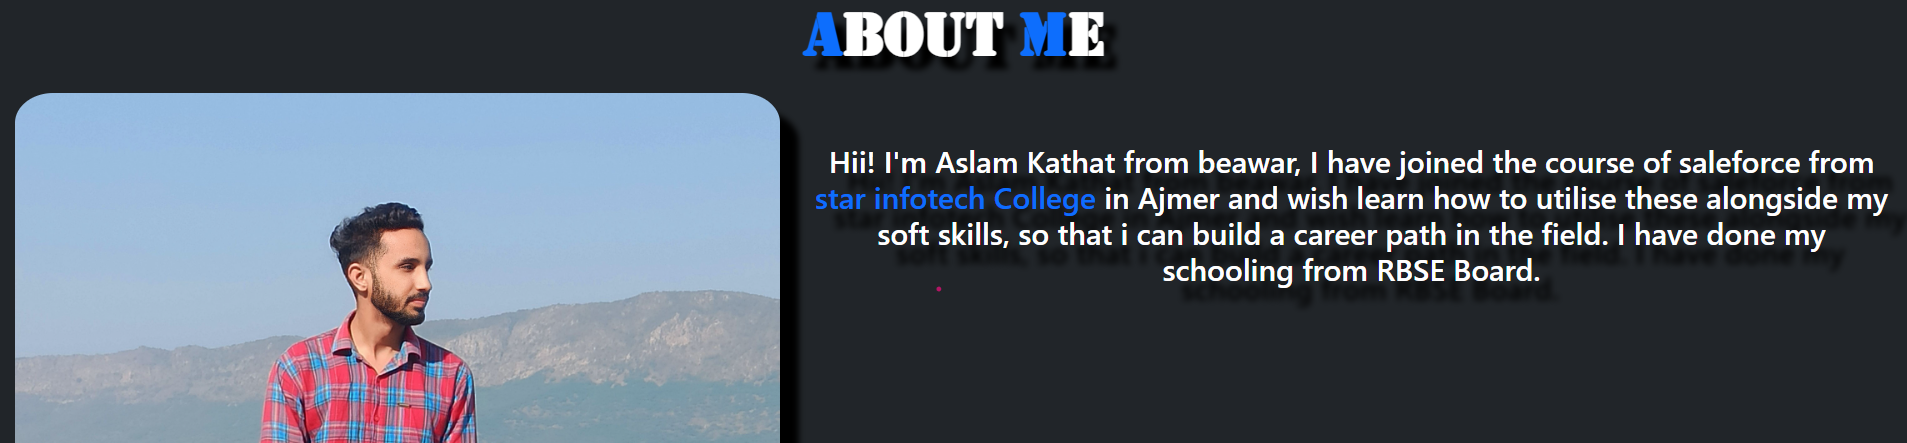 ABOUT ME
Hii! I'm Aslam Kathat from beawar, I have joined the course of saleforce from
star infotech College in Ajmer and wish learn how to utilise these alongside my
soft skills, so that i can build a career path in the field. I have done my
schooling from RBSE Board.